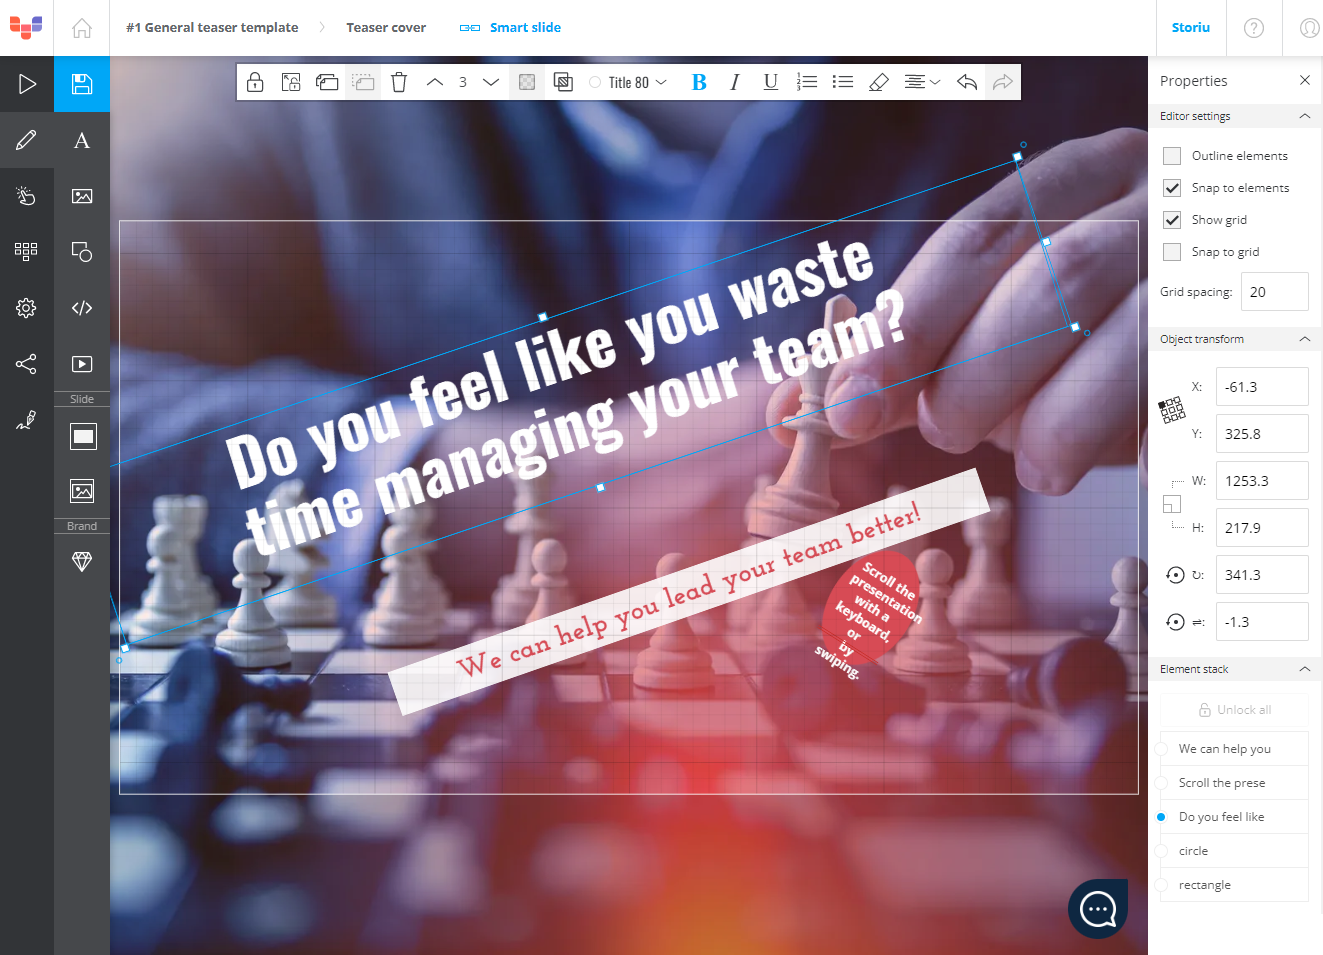 #1 General teaser template
Teaser cover
Smart slide
Storiu
?
3
Title 80
B
I
U
Properties
Editor settings
Outline elements
Snap to elements
Show grid
Snap to grid
Grid spacing:
20
Object transform
X:
-61.3
Y:
325.8
W:
1253.3
H:
217.9
341.3
-1.3
Element stack
Unlock all
We can help you
Scroll the prese
Do you feel like
circle
rectangle
A
</>
Slide
Brand
Do you feel like you waste
time managing your team?
We can help you lead your team better!
Scroll the
presentation
with a
keyboard,
or
by
swiping.